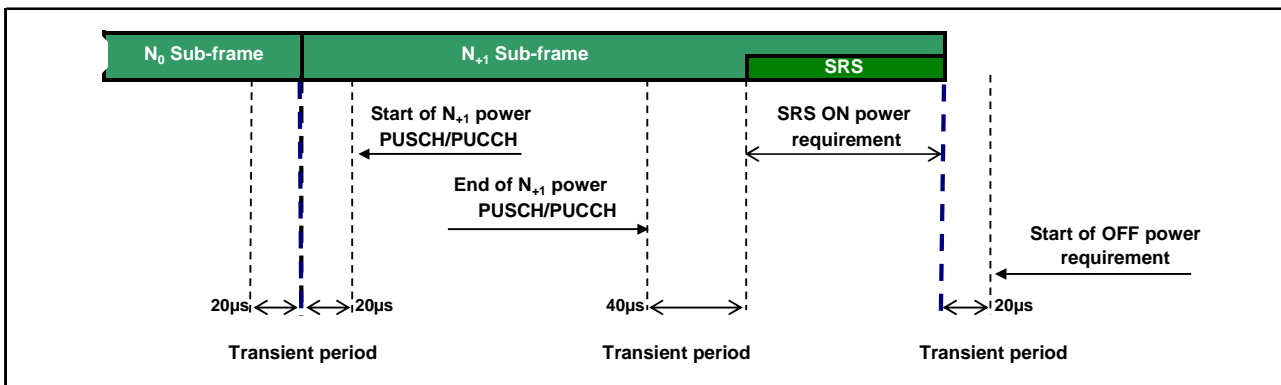 N0 Sub-frame
N+1 Sub-frame
SRS
Start of N+1 power
PUSCH/PUCCH
SRS ON power
requirement
End of N+1 power
PUSCH/PUCCH
Start of OFF power
requirement
20µs
20µs
40µs
20µs
Transient period
Transient period
Transient period